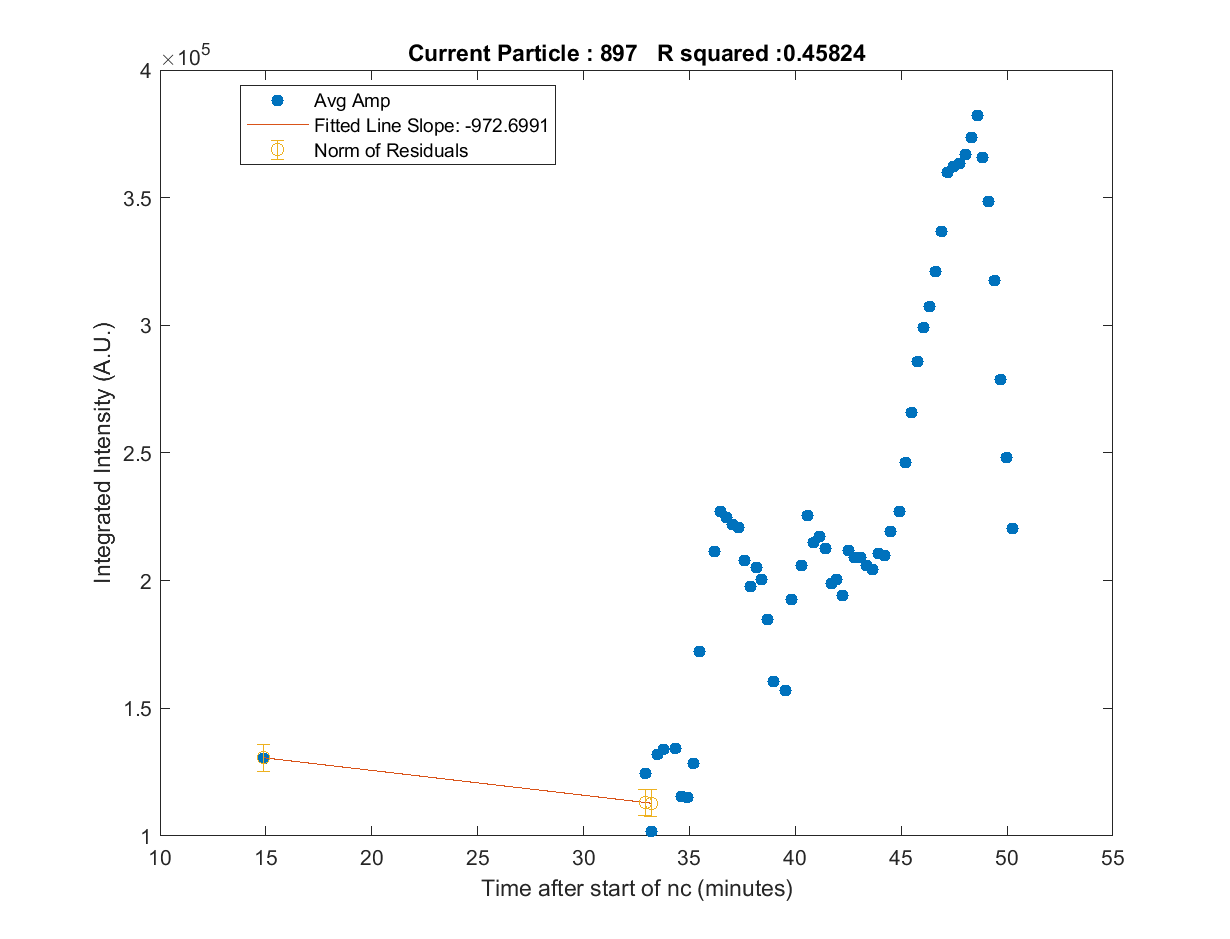 Current Particle : 897 R squared :0.45824
×10^5
Avg Amp
Fitted Line Slope: -972.6991
Norm of Residuals
4
3.5
3
2.5
2
1.5
1
Integrated Intensity (A.U.)
10 15 20 25 30 35 40 45 50 55
Time after start of nc (minutes)